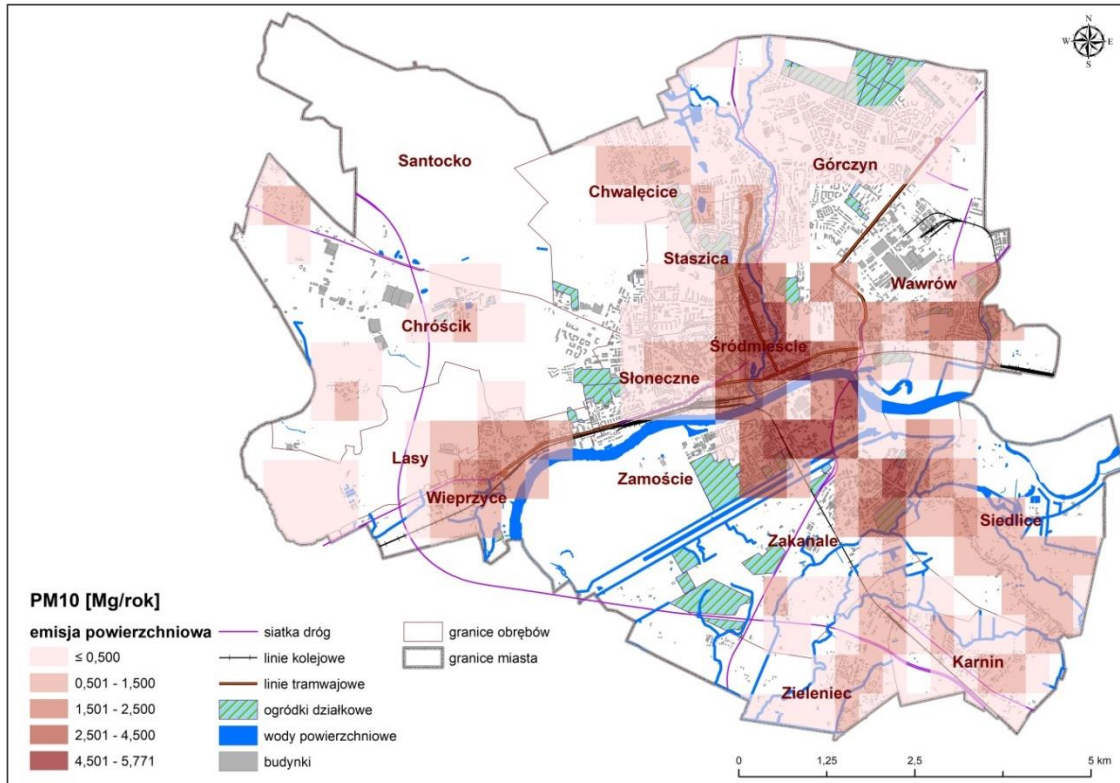 N
W E
S
Santocko
Górczyn
Chwalęcice
Staszica
Wawrów
Chróścik
Śródmieście
Słoneczne
Lasy
Zamoście
Wieprzyce
Siedlice
Zakanale
Karnin
Zieleniec
PM10 [Mg/rok]
emisja powierzchniowa
≤ 0,500
0,501 - 1,500
1,501 - 2,500
2,501 - 4,500
4,501 - 5,771
siatka dróg
linie kolejowe
linie tramwajowe
ogródki działkowe
wody powierzchniowe
budynki
granice obrębów
granice miasta
0 1,25 2,5 5 km